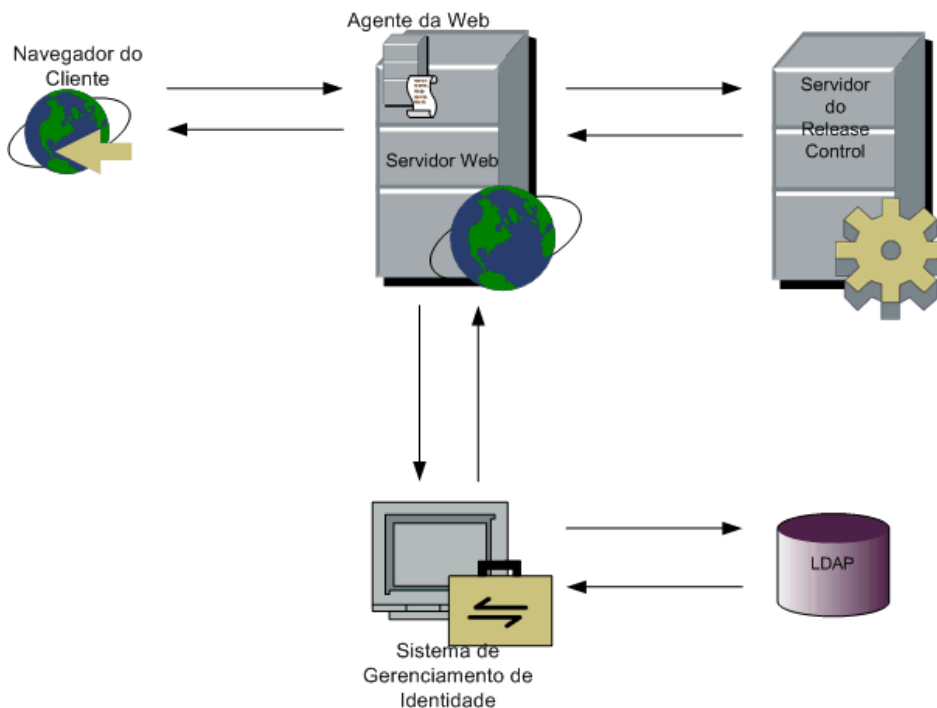 Agente da Web
Navegador do
Cliente
Servidor Web
Servidor
do
Release
Control
LDAP
Sistema de
Gerenciamento de
Identidade